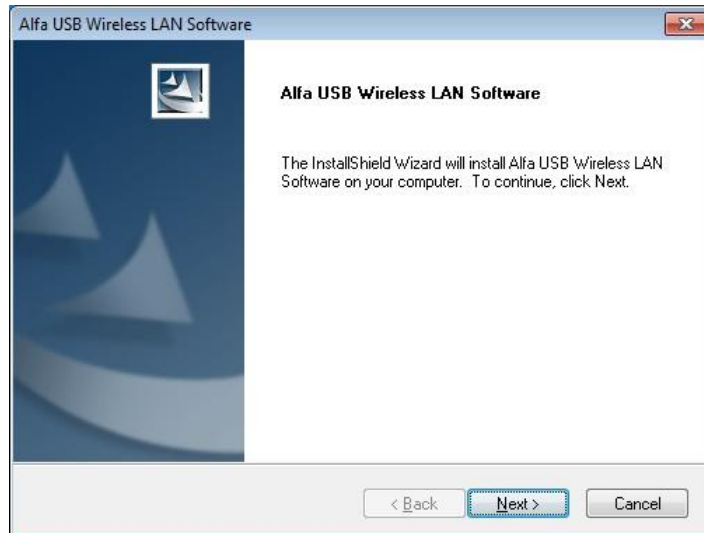 Alfa USB Wireless LAN Software
Alfa USB Wireless LAN Software
The InstallShield Wizard will install Alfa USB Wireless LAN
Software on your computer.  To continue, click Next.
< Back
Next >
Cancel